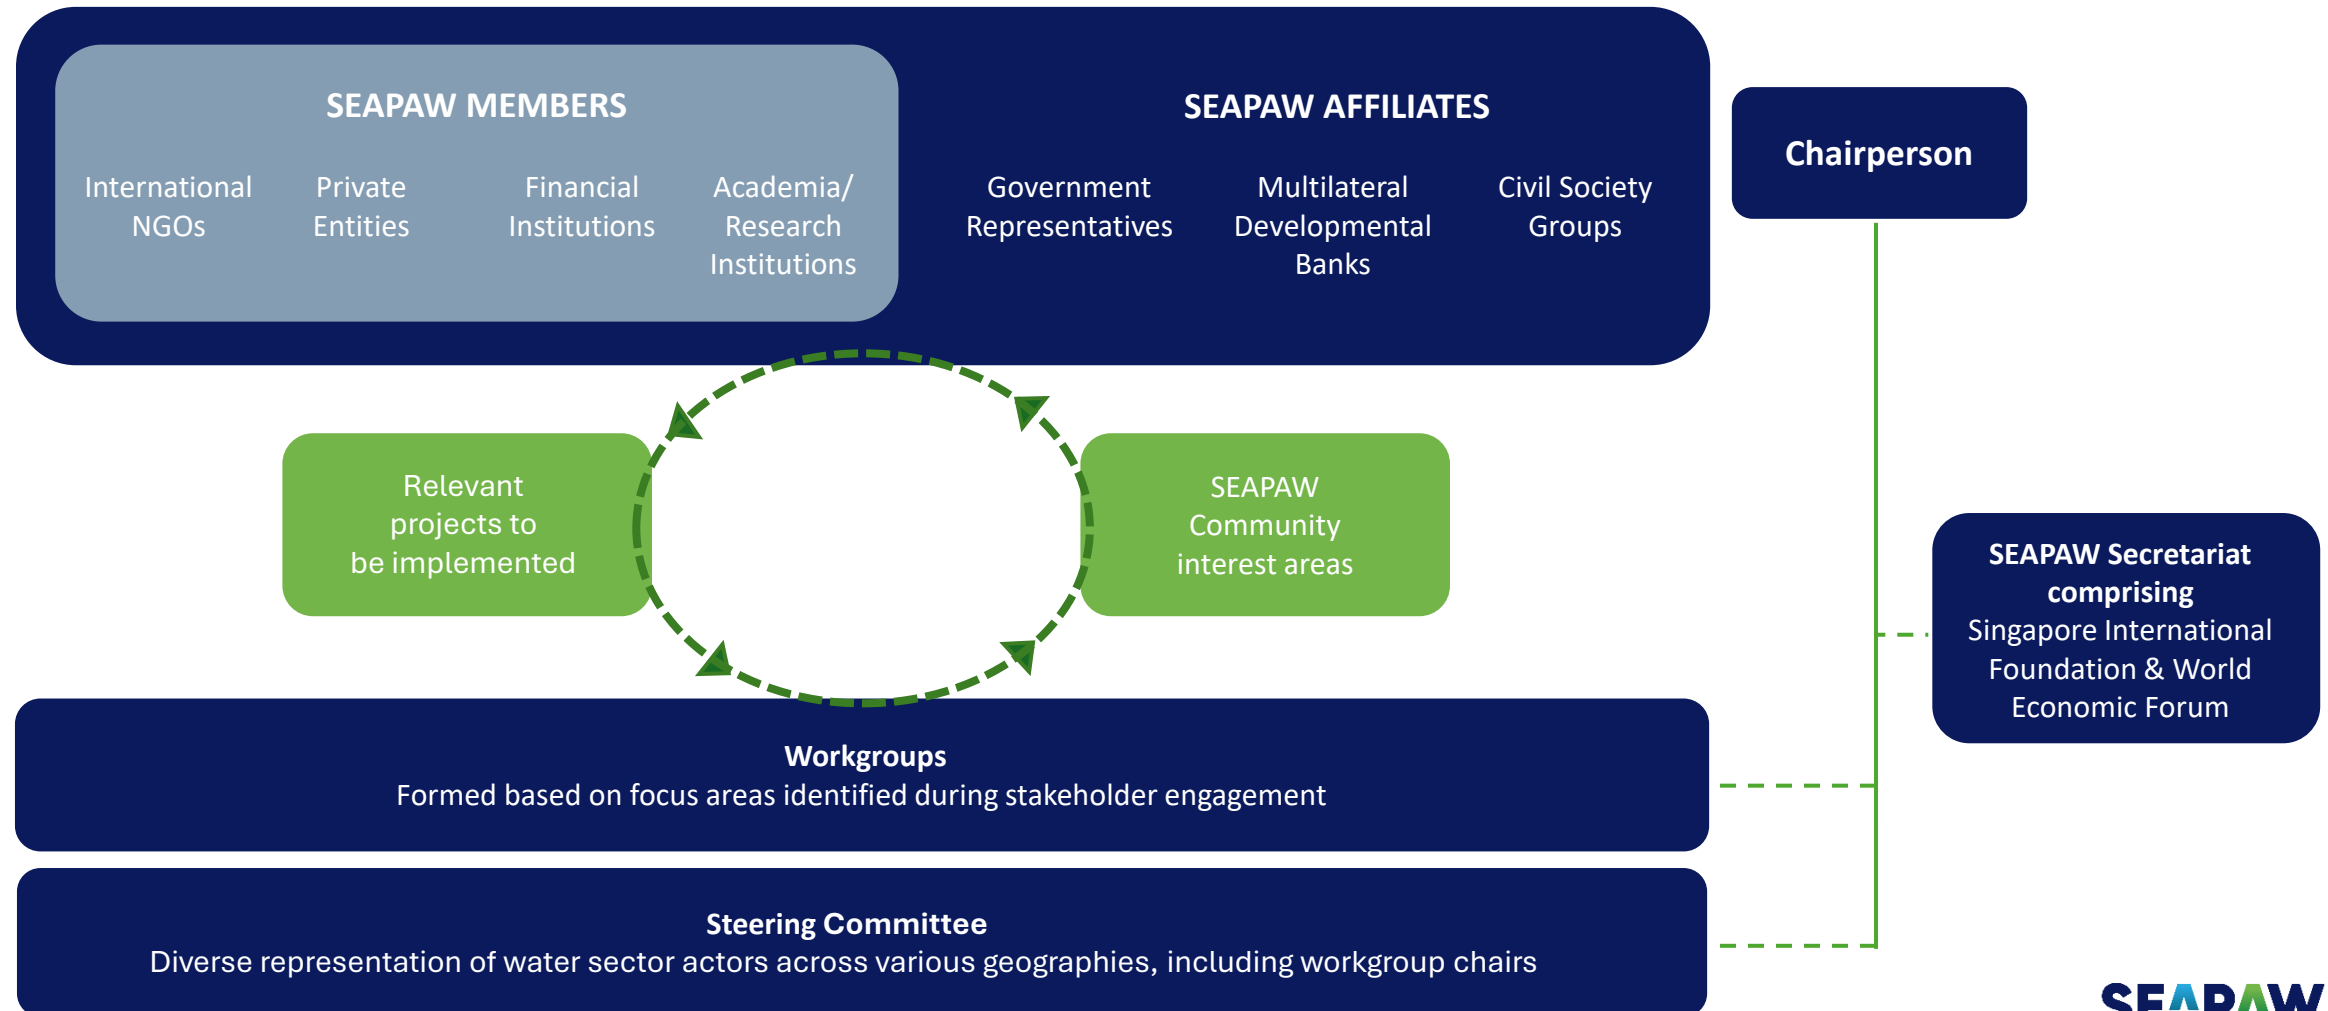 SEAPAW MEMBERS
International
NGOs
Private
Entities
Financial
Institutions
Academia/
Research
Institutions
SEAPAW AFFILIATES
Government
Representatives
Multilateral
Developmental
Banks
Civil Society
Groups
Chairperson
Relevant
projects to
be implemented
SEAPAW
Community
interest areas
SEAPAW Secretariat
comprising
Singapore International
Foundation & World
Economic Forum
Workgroups
Formed based on focus areas identified during stakeholder engagement
Steering Committee
Diverse representation of water sector actors across various geographies, including workgroup chairs
SEAPAW